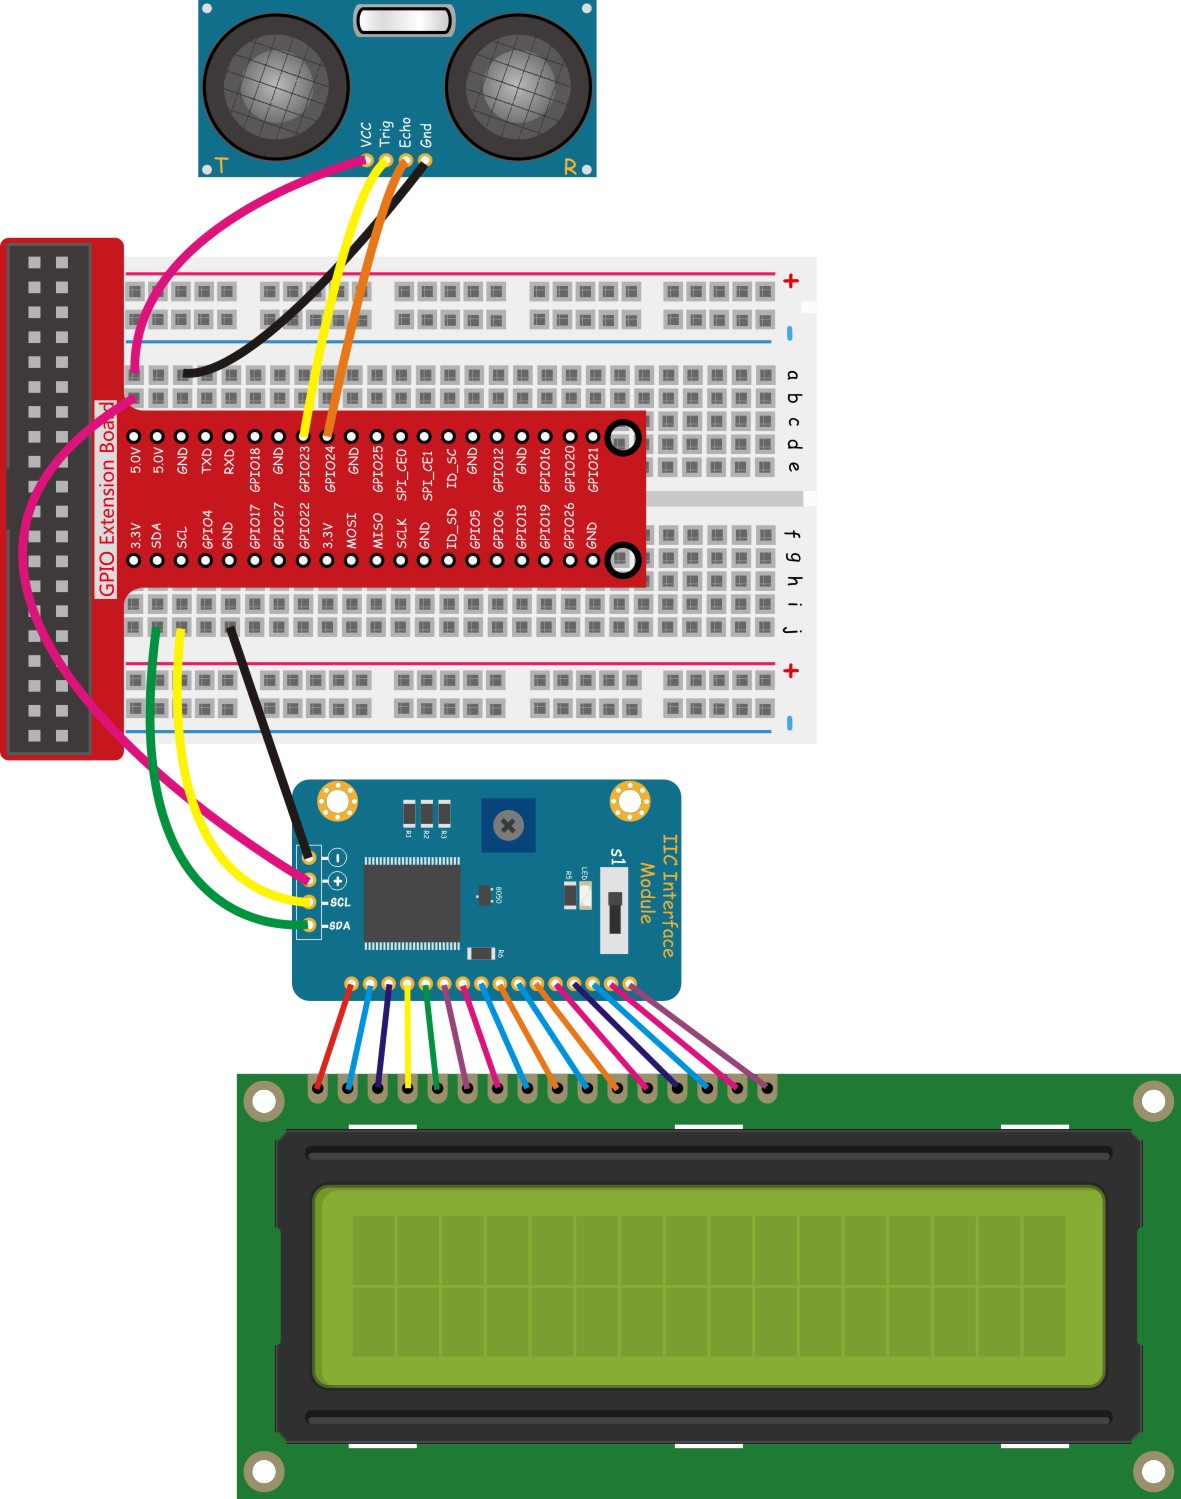 VCC Trig Echo Gnd
T
R
+
-
a
b
c
d
e
GPIO Extension Board
5.0V 5.0V GND TXD RXD GPIO18 GND GPIO23 GPIO24 GND GPIO25 SPI_CE0 SPI_CE1 ID_SC GND GPIO12 GND GPIO16 GPIO20 GPIO21
3.3V SDA SCL GPIO4 GND GPIO17 GPIO27 GPIO22 3.3V MOSI MISO SCLK GND ID_SD GPIO5 GPIO6 GPIO13 GPIO19 GPIO26 GND
f
g
h
i
j
+
-
R1 R2 R3
-
+
SCL
SDA
8050
R6
R5 LED
s1
IIC Interface
Module